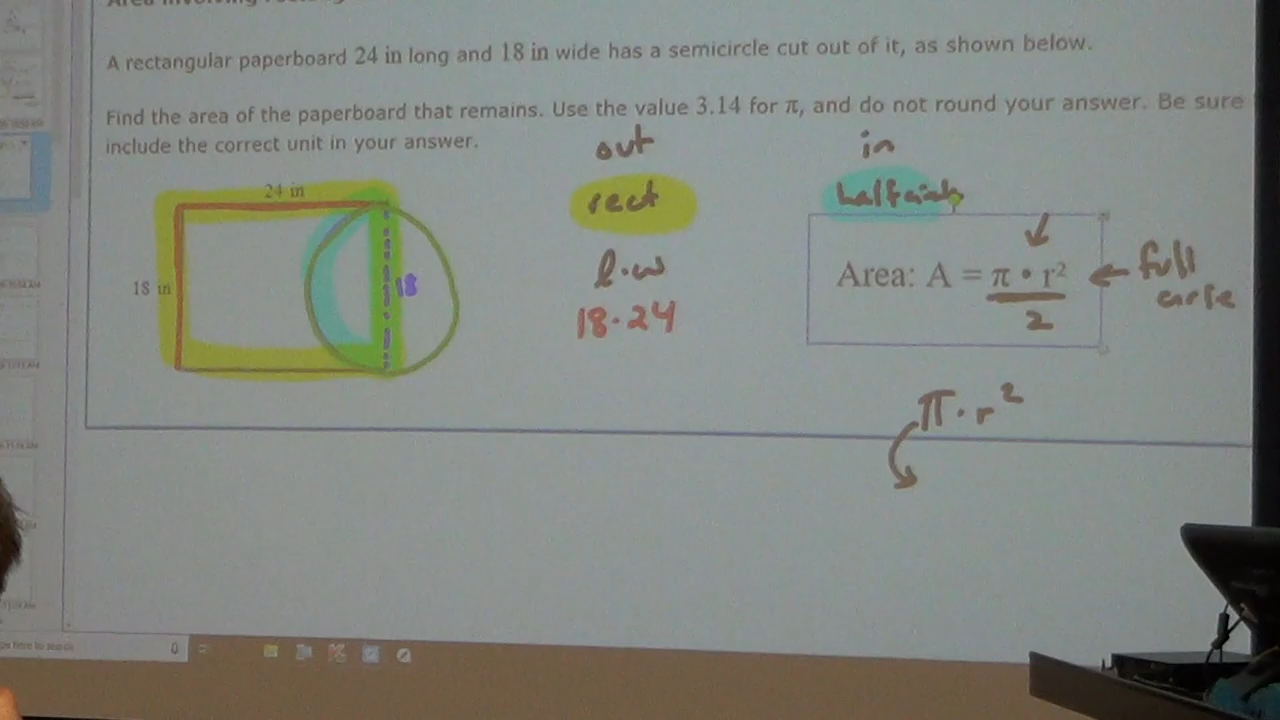 A rectangular paperboard 24 in long and 18 in wide has a semicircle cut out of it, as shown below.
Find the area of the paperboard that remains. Use the value 3.14 for π, and do not round your answer. Be sure
include the correct unit in your answer.
out
in
24 in
rect
18 in
18
l·w
18·24
Area: A = π • r²
2
← full
circle
π·r²